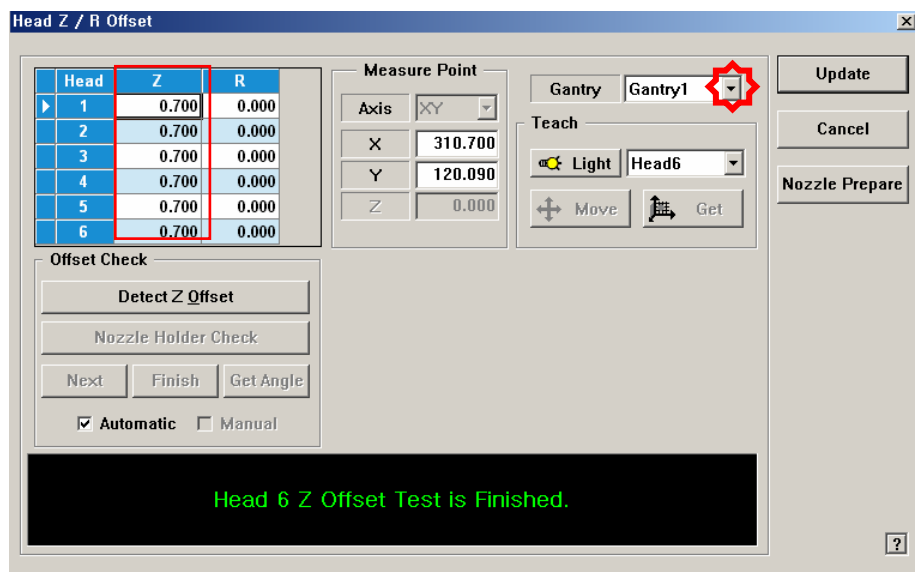 Head Z / R Offset
Head Z R
1 0.700 0.000
2 0.700 0.000
3 0.700 0.000
4 0.700 0.000
5 0.700 0.000
6 0.700 0.000
Measure Point
Axis XY
X 310.700
Y 120.090
Z 0.000
Gantry Gantry1
Teach
Light Head6
Move Get
Update
Cancel
Nozzle Prepare
Offset Check
Detect Z Offset
Nozzle Holder Check
Next Finish Get Angle
Automatic Manual
Head 6 Z Offset Test is Finished.
?